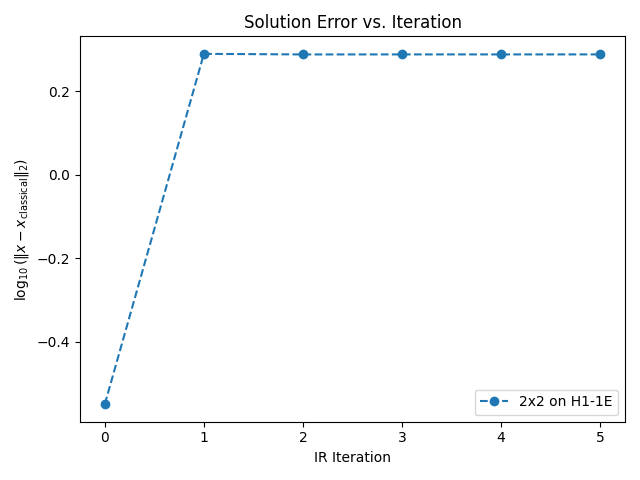 Solution Error vs. Iteration
log₁₀(‖x − x_classical‖₂)
0.2
0.0
−0.2
−0.4
0 1 2 3 4 5
IR Iteration
2x2 on H1-1E